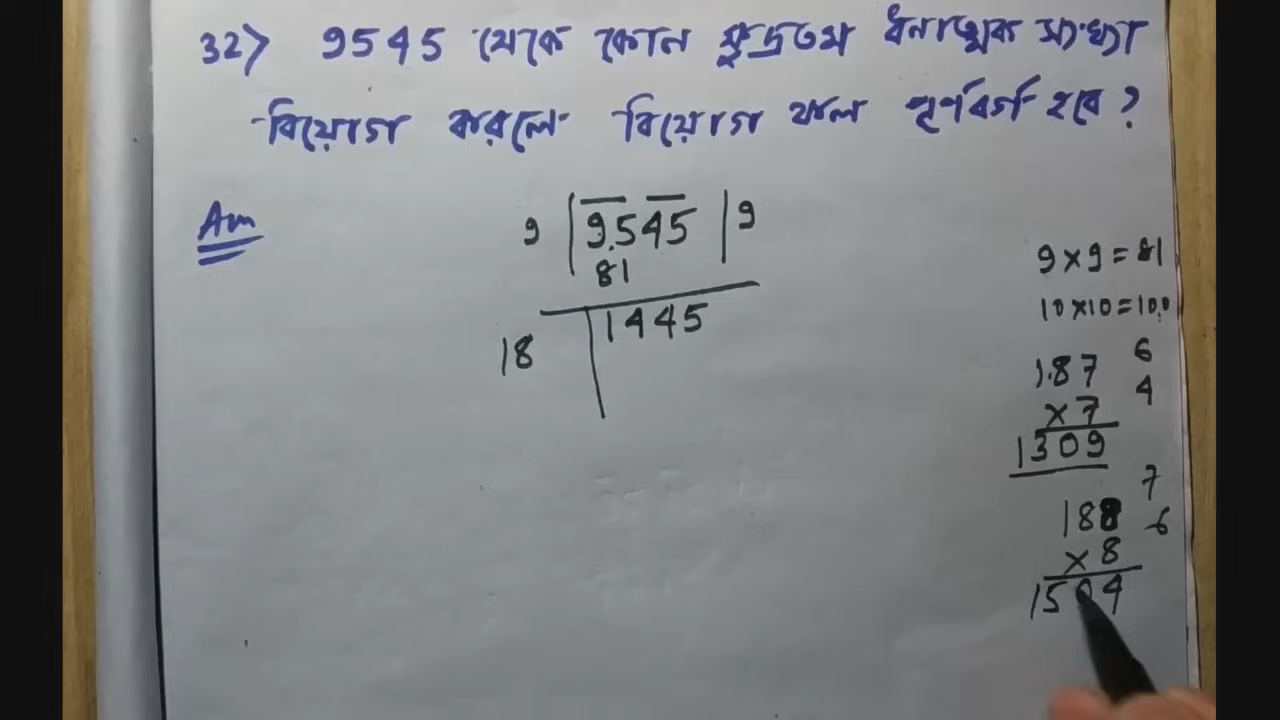 32> 9545 থেকে কোন ক্ষুদ্রতম ধনাত্মক সংখ্যা
বিয়োগ করলে বিয়োগ ফল পূর্ণবর্গ হবে ?
Ans
9 | 9545 | 9
81
18 | 1445
9 × 9 = 81
10 × 10 = 100
187 6
× 7 4
1309
7
188 6
× 8
1504